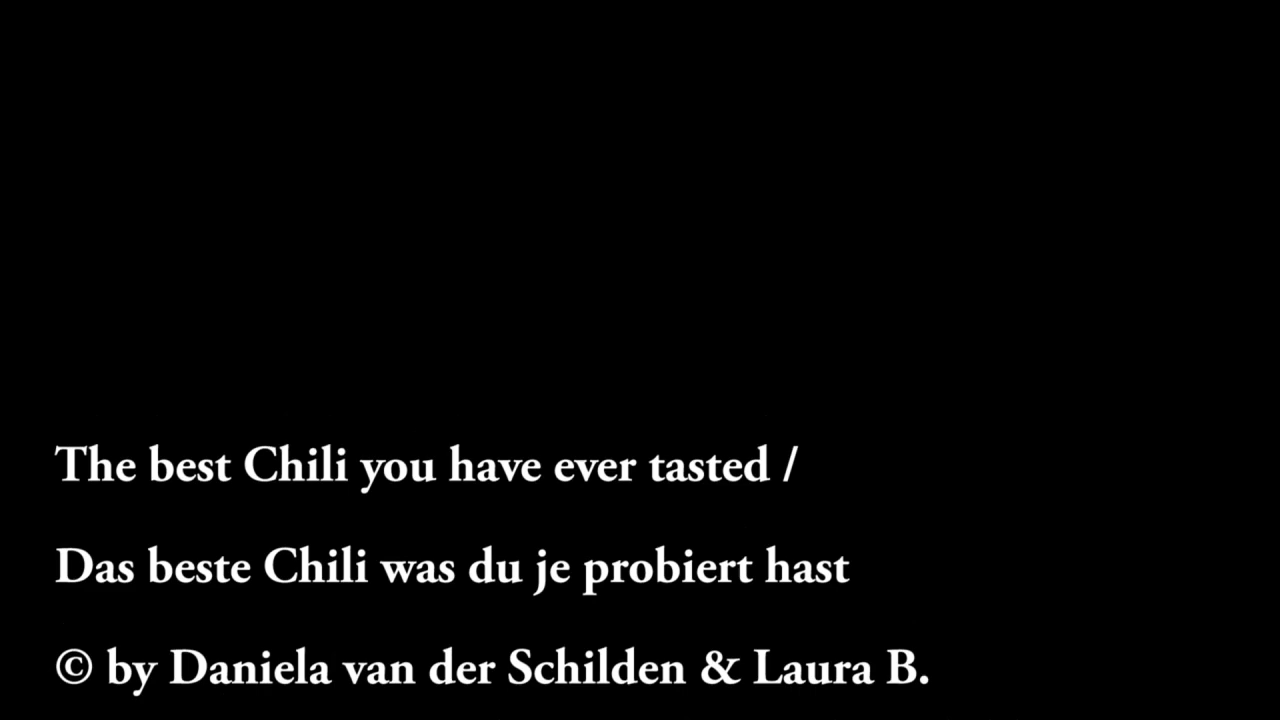 The best Chili you have ever tasted /
Das beste Chili was du je probiert hast
© by Daniela van der Schilden & Laura B.